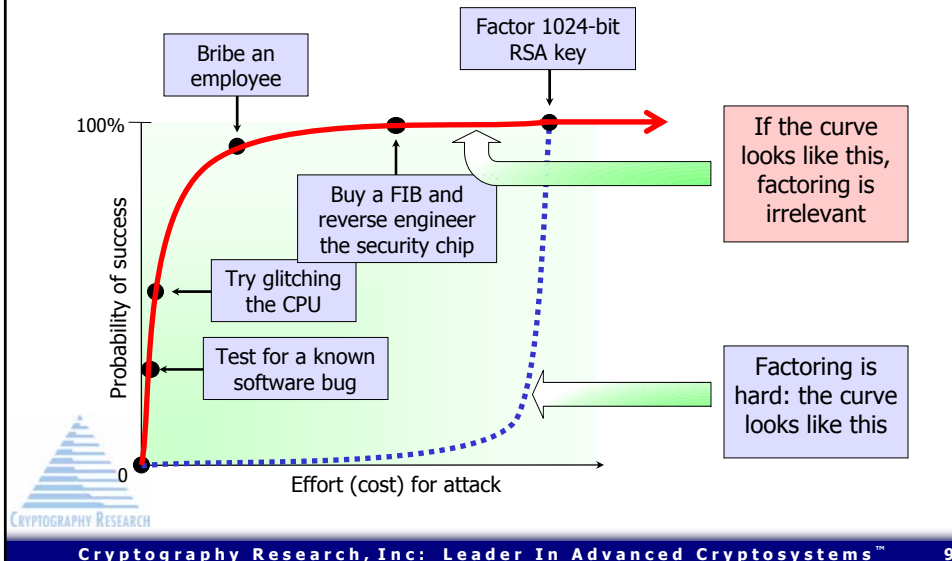 Factor 1024-bit
RSA key
Bribe an
employee
100%
If the curve
looks like this,
factoring is
irrelevant
Buy a FIB and
reverse engineer
the security chip
Probability of success
Try glitching
the CPU
Test for a known
software bug
Factoring is
hard: the curve
looks like this
0
Effort (cost) for attack
CRYPTOGRAPHY RESEARCH
Cryptography Research, Inc: Leader In Advanced Cryptosystems™ 9